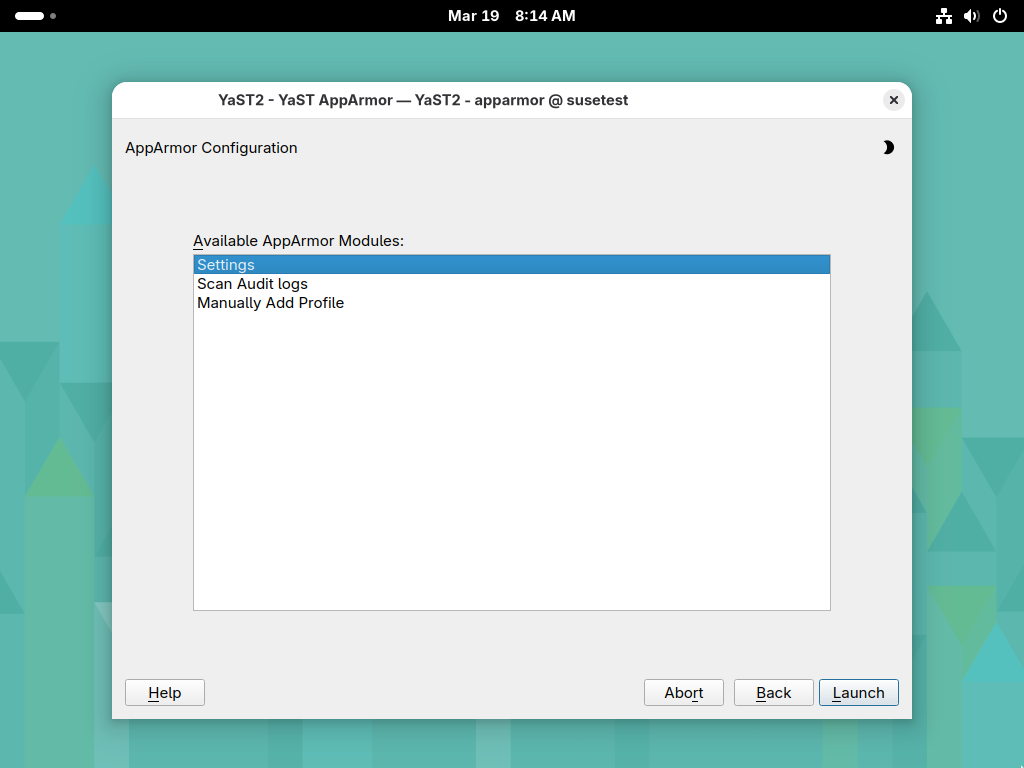 Mar 19 8:14 AM
YaST2 - YaST AppArmor — YaST2 - apparmor @ susetest
AppArmor Configuration
Available AppArmor Modules:
Settings
Scan Audit logs
Manually Add Profile
Help Abort Back Launch